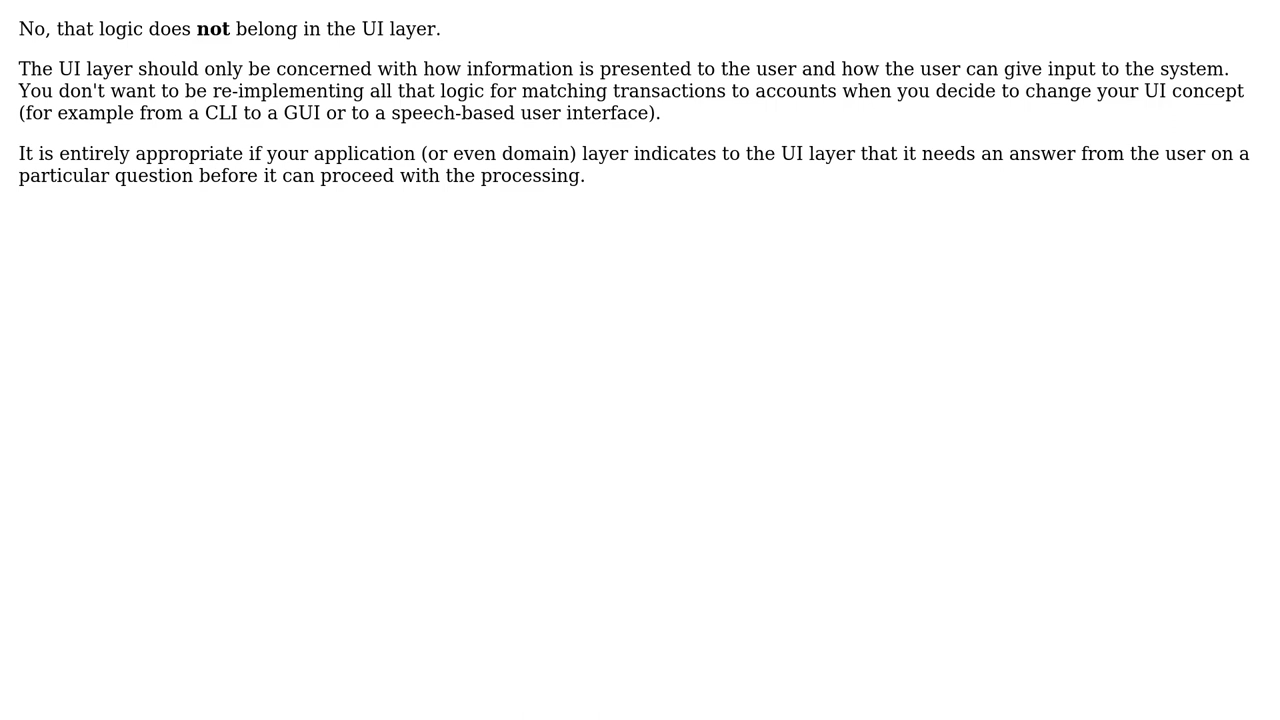 No, that logic does not belong in the UI layer.
The UI layer should only be concerned with how information is presented to the user and how the user can give input to the system.
You don't want to be re-implementing all that logic for matching transactions to accounts when you decide to change your UI concept
(for example from a CLI to a GUI or to a speech-based user interface).
It is entirely appropriate if your application (or even domain) layer indicates to the UI layer that it needs an answer from the user on a
particular question before it can proceed with the processing.